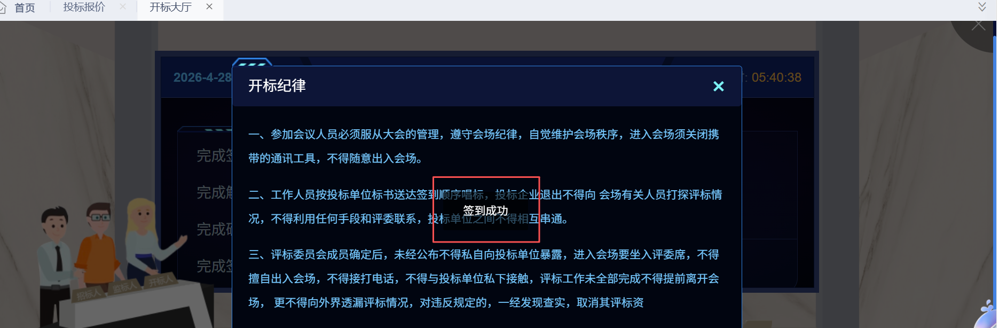 首页 投标报价 开标大厅
2026-4-28 05:40:38
开标纪律
一、参加会议人员必须服从大会的管理，遵守会场纪律，自觉维护会场秩序，进入会场须关闭携
带的通讯工具，不得随意出入会场。
二、工作人员按投标单位标书送达签到顺序唱标，投标企业退出不得向 会场有关人员打探评标情
签到成功
况，不得利用任何手段和评委联系，投标单位之间不得相互串通。
三、评标委员会成员确定后，未经公布不得私自向投标单位暴露，进入会场要坐入评委席，不得
擅自出入会场，不得接打电话，不得与投标单位私下接触，评标工作未全部完成不得提前离开会
场， 更不得向外界透漏评标情况，对违反规定的，一经发现查实，取消其评标资
完成
完成
完成
完成
招标人 监标人 开标人